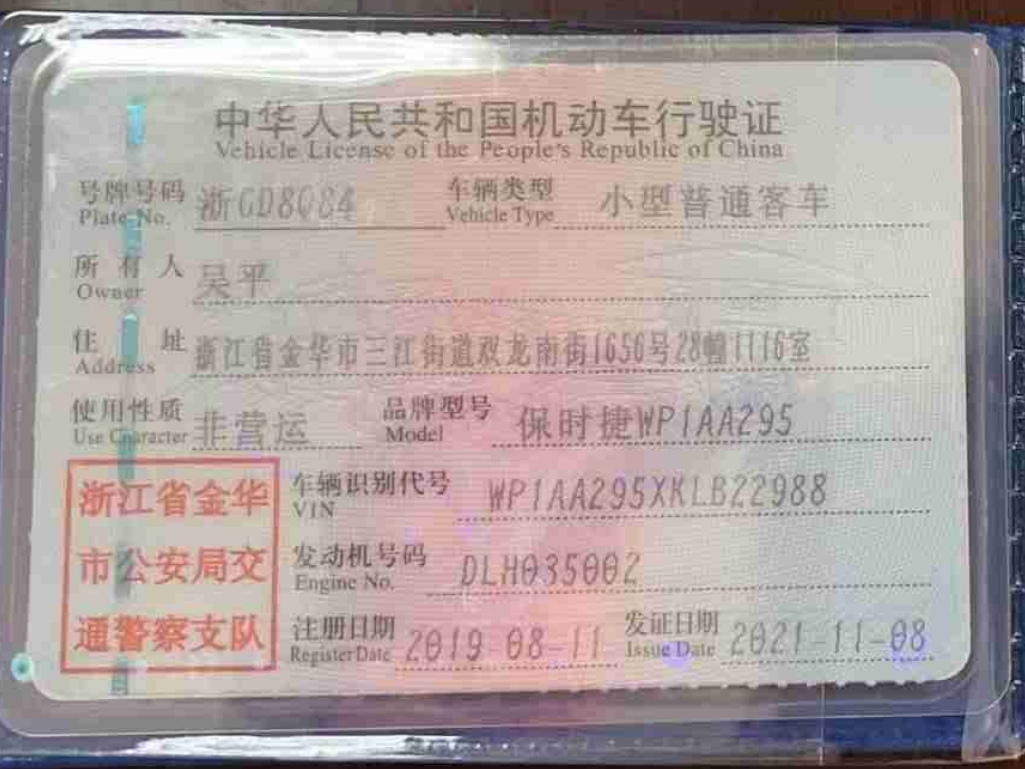 中华人民共和国机动车行驶证
Vehicle License of the People's Republic of China
号牌号码 浙GD8Q84 车辆类型 小型普通客车
Plate No. Vehicle Type
所有人 吴平
Owner
住址 浙江省金华市三江街道双龙南街1656号28幢1116室
Address
使用性质 非营运 品牌型号 保时捷WP1AA295
Use Character Model
浙江省金华
市公安局交
通警察支队
车辆识别代号 WP1AA295XKLB22988
VIN
发动机号码 DLH035002
Engine No.
注册日期 2019-08-11 发证日期 2021-11-08
Register Date Issue Date